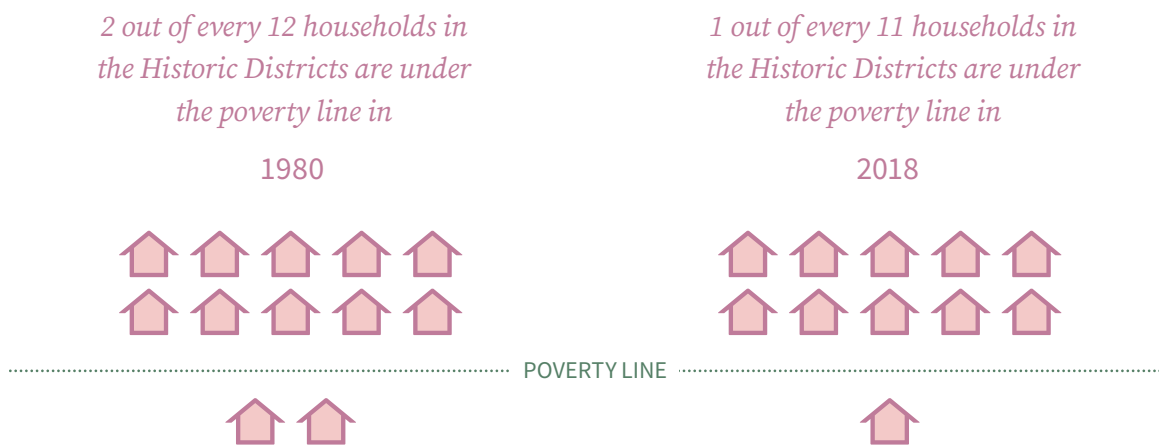 2 out of every 12 households in
the Historic Districts are under
the poverty line in
1980
1 out of every 11 households in
the Historic Districts are under
the poverty line in
2018
POVERTY LINE